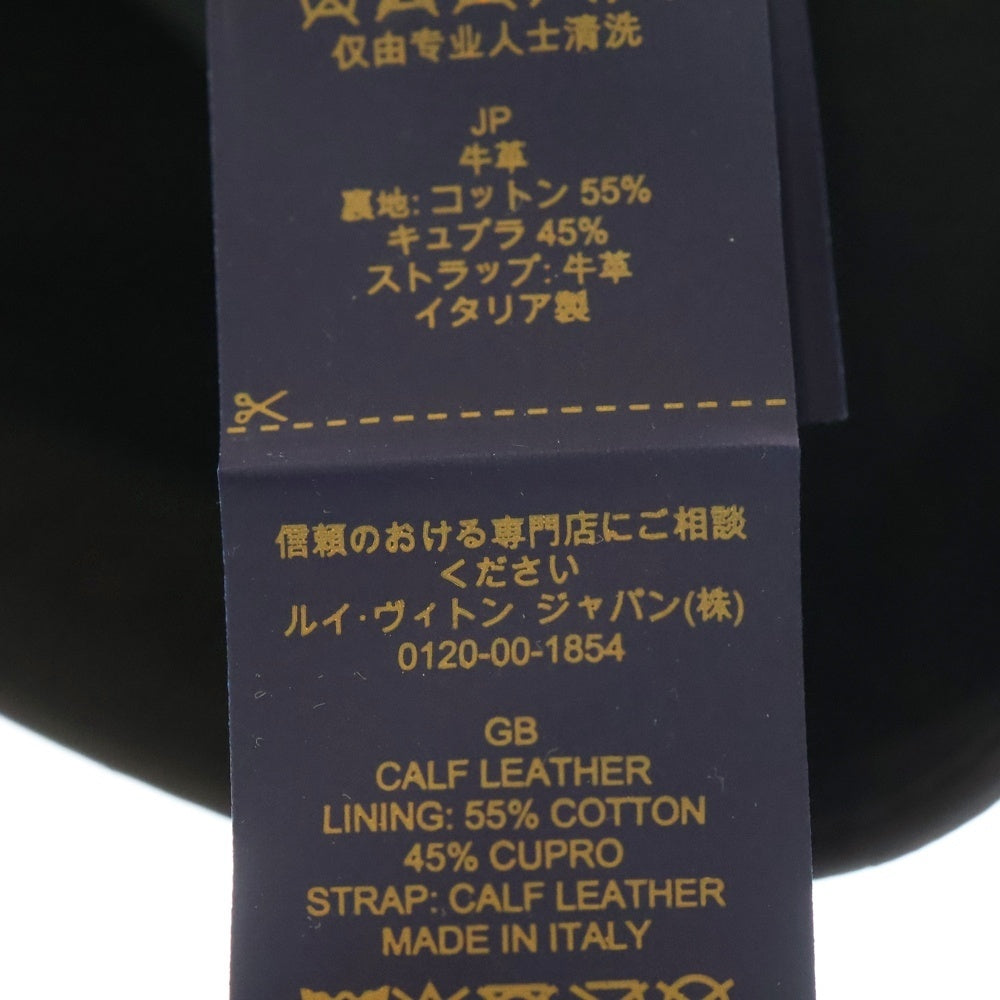 仅由专业人士清洗
JP
牛革
裏地: コットン 55%
キュプラ 45%
ストラップ: 牛革
イタリア製
信頼のおける専門店にご相談
ください
ルイ·ヴィトン ジャパン(株)
0120-00-1854
GB
CALF LEATHER
LINING: 55% COTTON
45% CUPRO
STRAP: CALF LEATHER
MADE IN ITALY